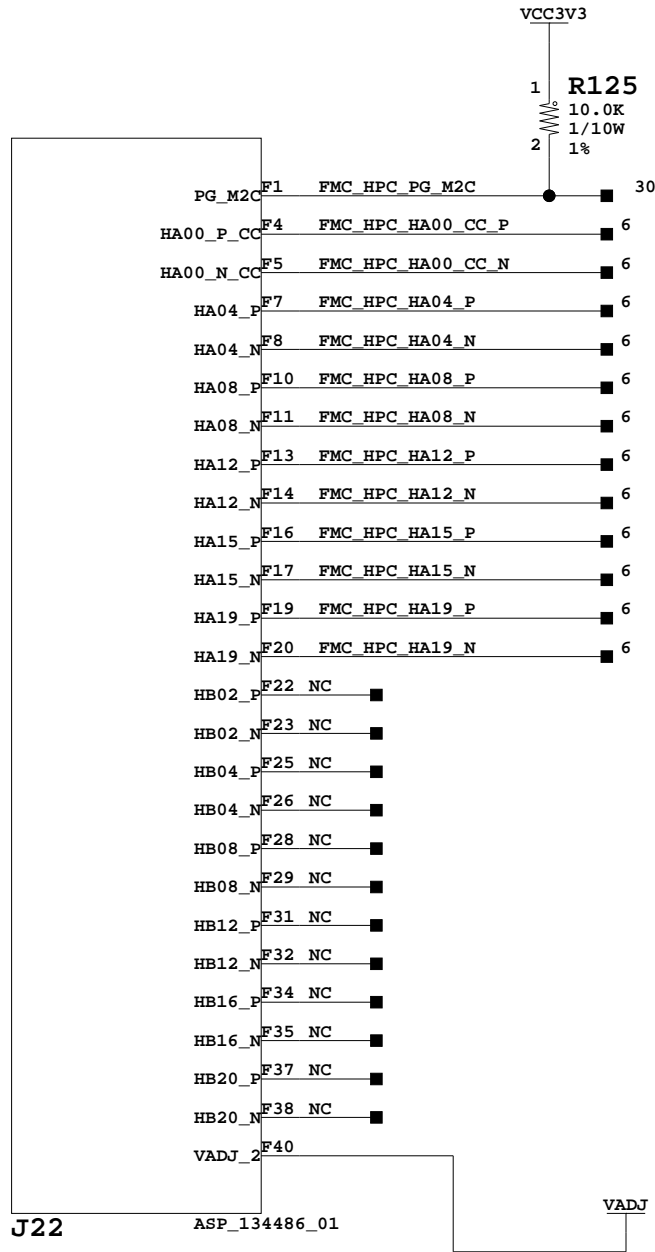 VCC3V3
1 R125
10.0K
1/10W
2 1%
PG_M2C F1 FMC_HPC_PG_M2C 30
HA00_P_CC F4 FMC_HPC_HA00_CC_P 6
HA00_N_CC F5 FMC_HPC_HA00_CC_N 6
HA04_P F7 FMC_HPC_HA04_P 6
HA04_N F8 FMC_HPC_HA04_N 6
HA08_P F10 FMC_HPC_HA08_P 6
HA08_N F11 FMC_HPC_HA08_N 6
HA12_P F13 FMC_HPC_HA12_P 6
HA12_N F14 FMC_HPC_HA12_N 6
HA15_P F16 FMC_HPC_HA15_P 6
HA15_N F17 FMC_HPC_HA15_N 6
HA19_P F19 FMC_HPC_HA19_P 6
HA19_N F20 FMC_HPC_HA19_N 6
HB02_P F22 NC
HB02_N F23 NC
HB04_P F25 NC
HB04_N F26 NC
HB08_P F28 NC
HB08_N F29 NC
HB12_P F31 NC
HB12_N F32 NC
HB16_P F34 NC
HB16_N F35 NC
HB20_P F37 NC
HB20_N F38 NC
VADJ_2 F40
VADJ
J22 ASP_134486_01